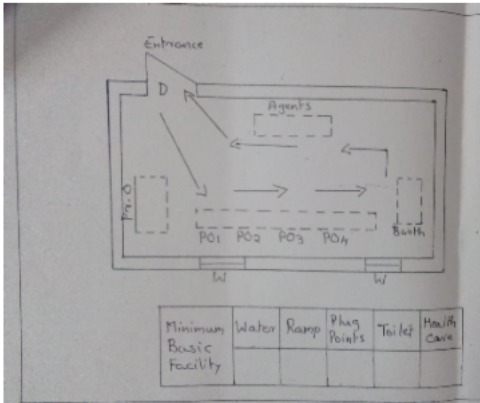 Entrance
D
Agents
Pr.O
PO1 PO2 PO3 PO4
Booth
W W
Minimum Basic Facility
Water
Ramp
Plug Points
Toilet
Health Care